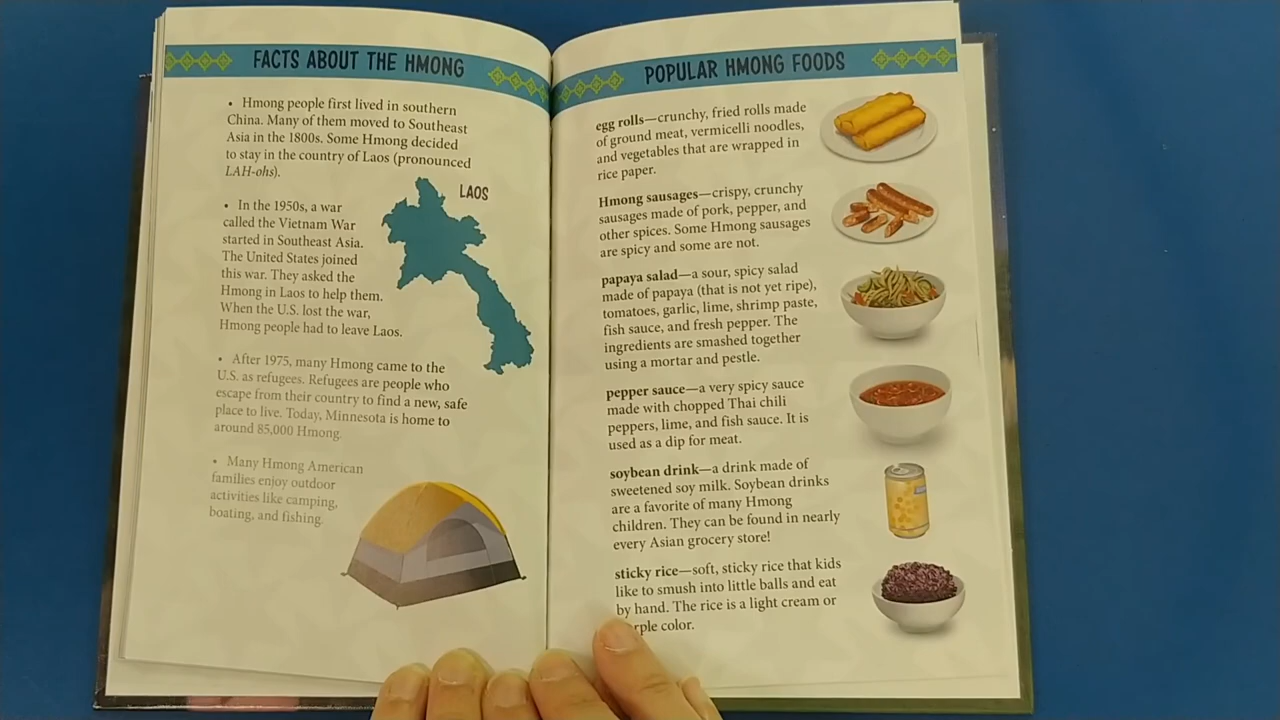 FACTS ABOUT THE HMONG
• Hmong people first lived in southern
China. Many of them moved to Southeast
Asia in the 1800s. Some Hmong decided
to stay in the country of Laos (pronounced
LAH-ohs).
LAOS
• In the 1950s, a war
called the Vietnam War
started in Southeast Asia.
The United States joined
this war. They asked the
Hmong in Laos to help them.
When the U.S. lost the war,
Hmong people had to leave Laos.
• After 1975, many Hmong came to the
U.S. as refugees. Refugees are people who
escape from their country to find a new, safe
place to live. Today, Minnesota is home to
around 85,000 Hmong.
• Many Hmong American
families enjoy outdoor
activities like camping,
boating, and fishing.
POPULAR HMONG FOODS
egg rolls—crunchy, fried rolls made
of ground meat, vermicelli noodles,
and vegetables that are wrapped in
rice paper.
Hmong sausages—crispy, crunchy
sausages made of pork, pepper, and
other spices. Some Hmong sausages
are spicy and some are not.
papaya salad—a sour, spicy salad
made of papaya (that is not yet ripe),
tomatoes, garlic, lime, shrimp paste,
fish sauce, and fresh pepper. The
ingredients are smashed together
using a mortar and pestle.
pepper sauce—a very spicy sauce
made with chopped Thai chili
peppers, lime, and fish sauce. It is
used as a dip for meat.
soybean drink—a drink made of
sweetened soy milk. Soybean drinks
are a favorite of many Hmong
children. They can be found in nearly
every Asian grocery store!
sticky rice—soft, sticky rice that kids
like to smush into little balls and eat
by hand. The rice is a light cream or
color.